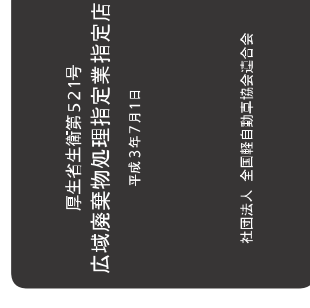 厚生省生衛第521号
広域廃棄物処理指定業指定店
平成3年7月1日
社団法人 全国軽自動車協会連合会